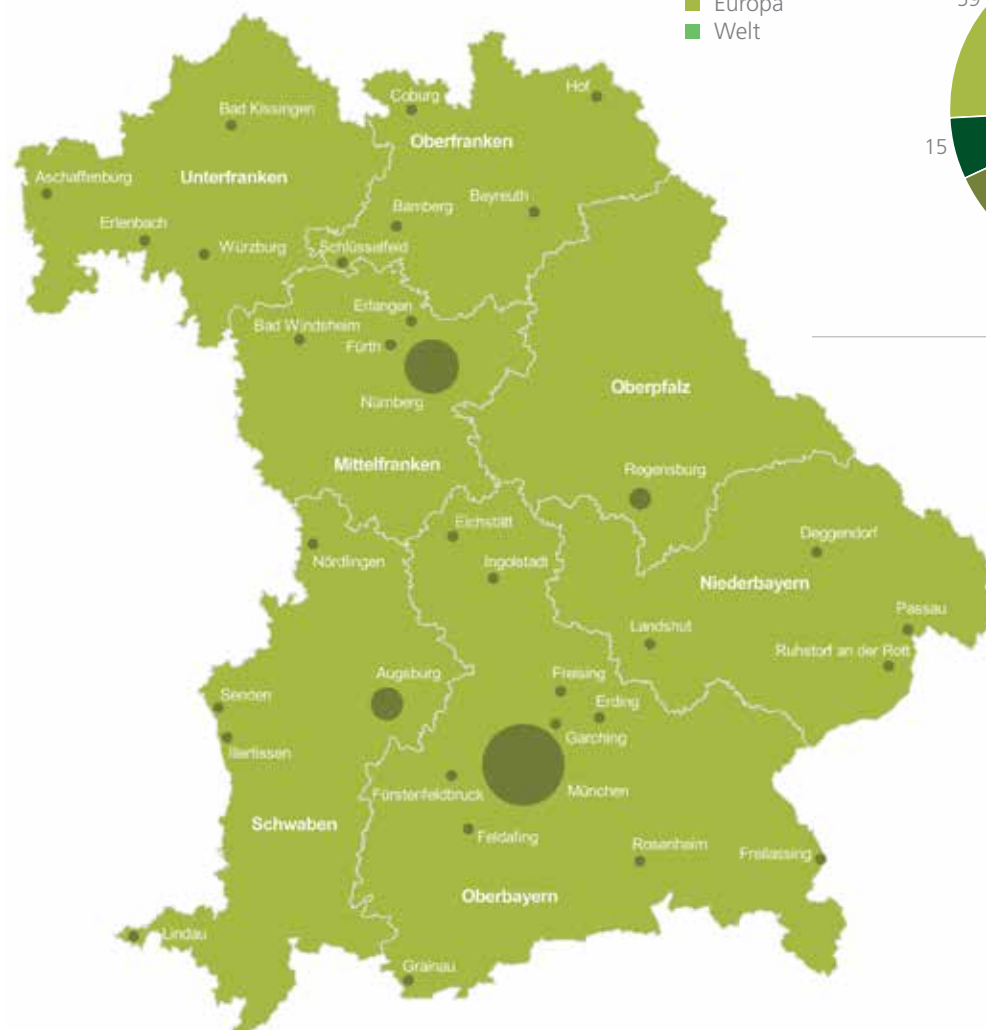 Europa
Welt
59
15
Hof
Coburg
Bad Kissingen
Oberfranken
Aschaffenburg
Unterfranken
Bayreuth
Bamberg
Erlenbach
Würzburg
Schlüsselfeld
Erlangen
Bad Windsheim
Fürth
Oberpfalz
Nürnberg
Mittelfranken
Regensburg
Eichstätt
Deggendorf
Nördlingen
Ingolstadt
Niederbayern
Passau
Landshut
Ruhstorf an der Rott
Augsburg
Freising
Senden
Erding
Garching
Illertissen
Fürstenfeldbruck
München
Schwaben
Feldafing
Rosenheim
Freilassing
Oberbayern
Lindau
Grainau